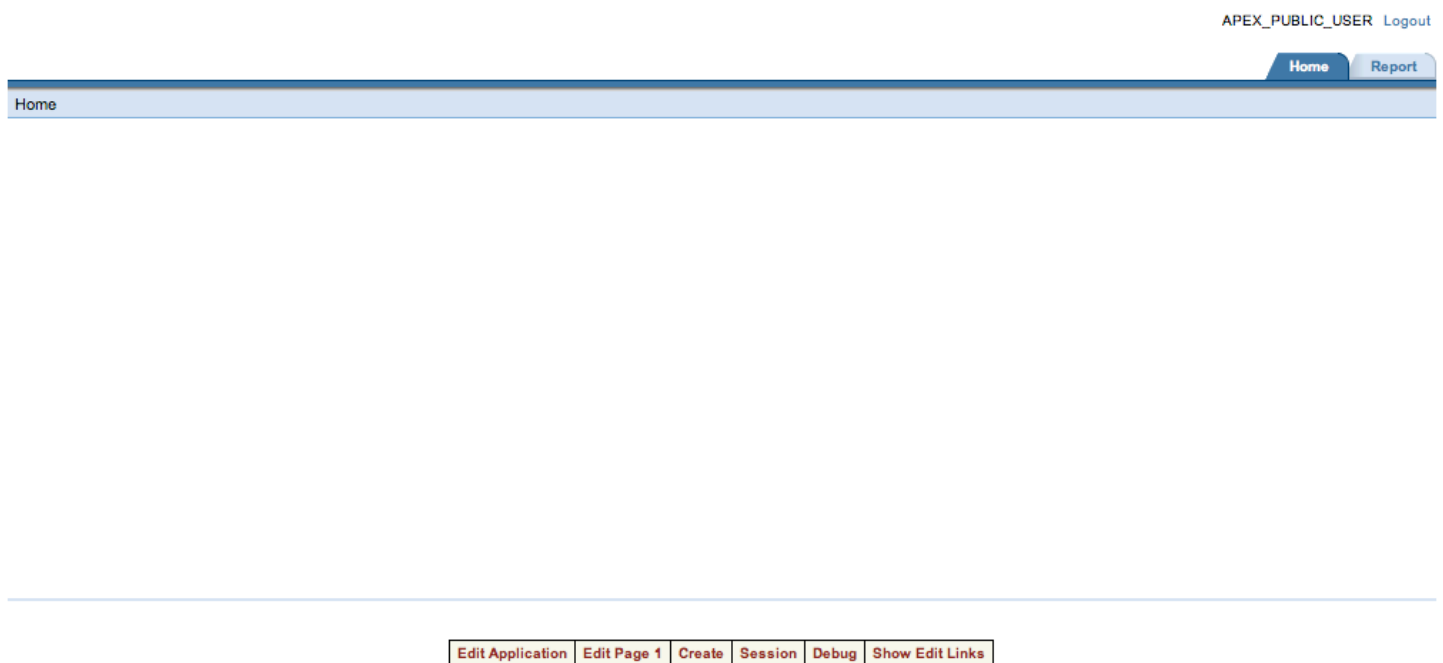 APEX_PUBLIC_USER Logout
Home Report
Home
Edit Application Edit Page 1 Create Session Debug Show Edit Links